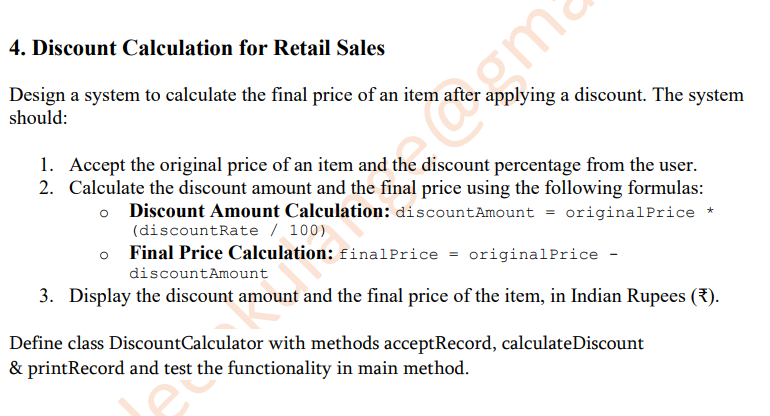 4. Discount Calculation for Retail Sales
Design a system to calculate the final price of an item after applying a discount. The system
should:
1. Accept the original price of an item and the discount percentage from the user.
2. Calculate the discount amount and the final price using the following formulas:
o Discount Amount Calculation: discountAmount = originalPrice *
(discountRate / 100)
o Final Price Calculation: finalPrice = originalPrice -
discountAmount
3. Display the discount amount and the final price of the item, in Indian Rupees (₹).
Define class DiscountCalculator with methods acceptRecord, calculateDiscount
& printRecord and test the functionality in main method.